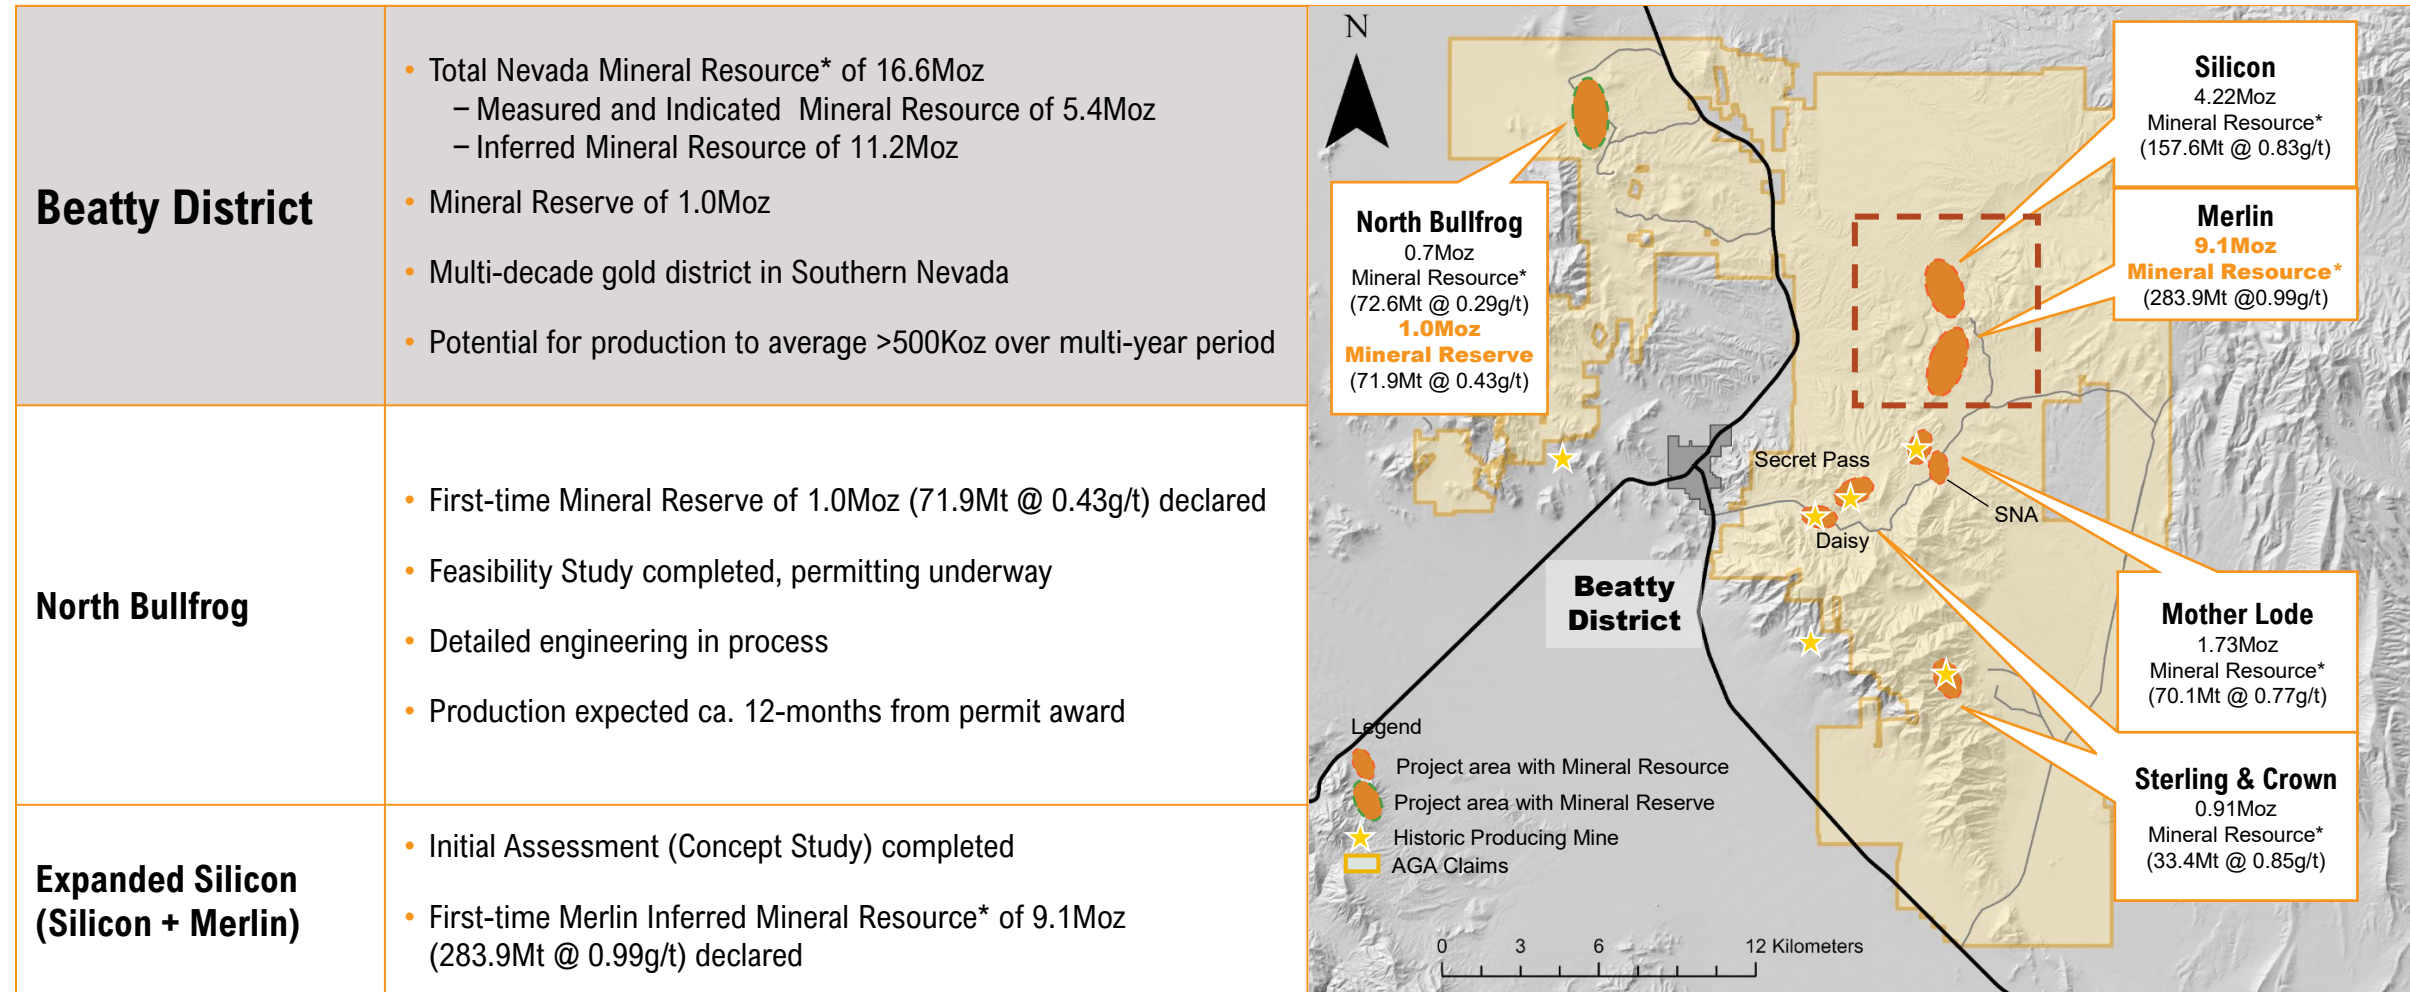 Beatty District
• Total Nevada Mineral Resource* of 16.6Moz
– Measured and Indicated Mineral Resource of 5.4Moz
– Inferred Mineral Resource of 11.2Moz
• Mineral Reserve of 1.0Moz
• Multi-decade gold district in Southern Nevada
• Potential for production to average >500Koz over multi-year period
North Bullfrog
• First-time Mineral Reserve of 1.0Moz (71.9Mt @ 0.43g/t) declared
• Feasibility Study completed, permitting underway
• Detailed engineering in process
• Production expected ca. 12-months from permit award
Expanded Silicon
(Silicon + Merlin)
• Initial Assessment (Concept Study) completed
• First-time Merlin Inferred Mineral Resource* of 9.1Moz
(283.9Mt @ 0.99g/t) declared
N
North Bullfrog
0.7Moz
Mineral Resource*
(72.6Mt @ 0.29g/t)
1.0Moz
Mineral Reserve
(71.9Mt @ 0.43g/t)
Silicon
4.22Moz
Mineral Resource*
(157.6Mt @ 0.83g/t)
Merlin
9.1Moz
Mineral Resource*
(283.9Mt @0.99g/t)
Secret Pass
SNA
Daisy
Beatty
District
Mother Lode
1.73Moz
Mineral Resource*
(70.1Mt @ 0.77g/t)
Sterling & Crown
0.91Moz
Mineral Resource*
(33.4Mt @ 0.85g/t)
Legend
Project area with Mineral Resource
Project area with Mineral Reserve
Historic Producing Mine
AGA Claims
0 3 6 12 Kilometers